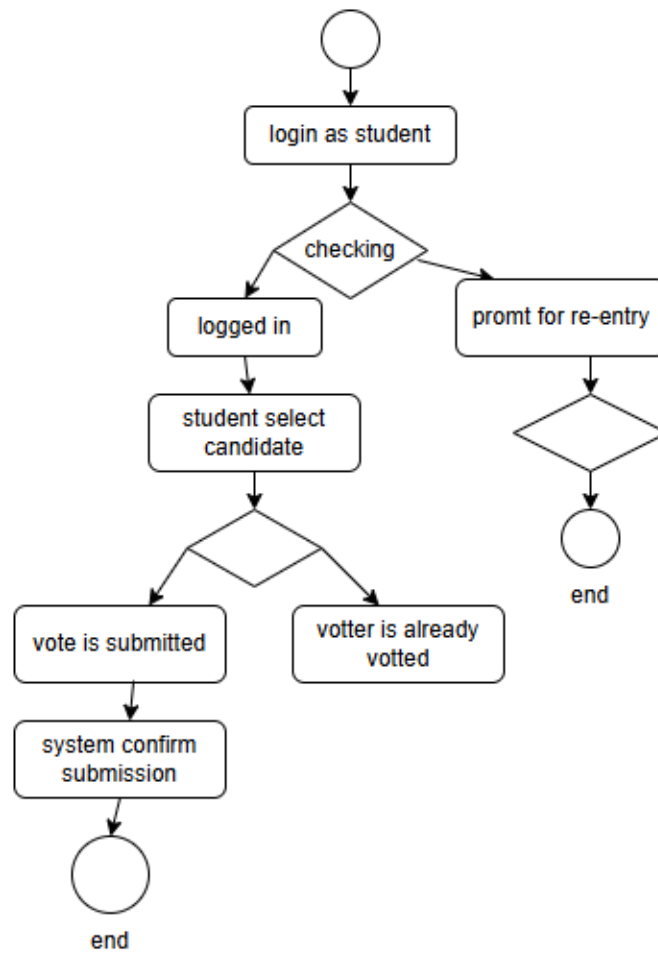 login as student
checking
logged in
promt for re-entry
student select
candidate
vote is submitted
votter is already
votted
end
system confirm
submission
end